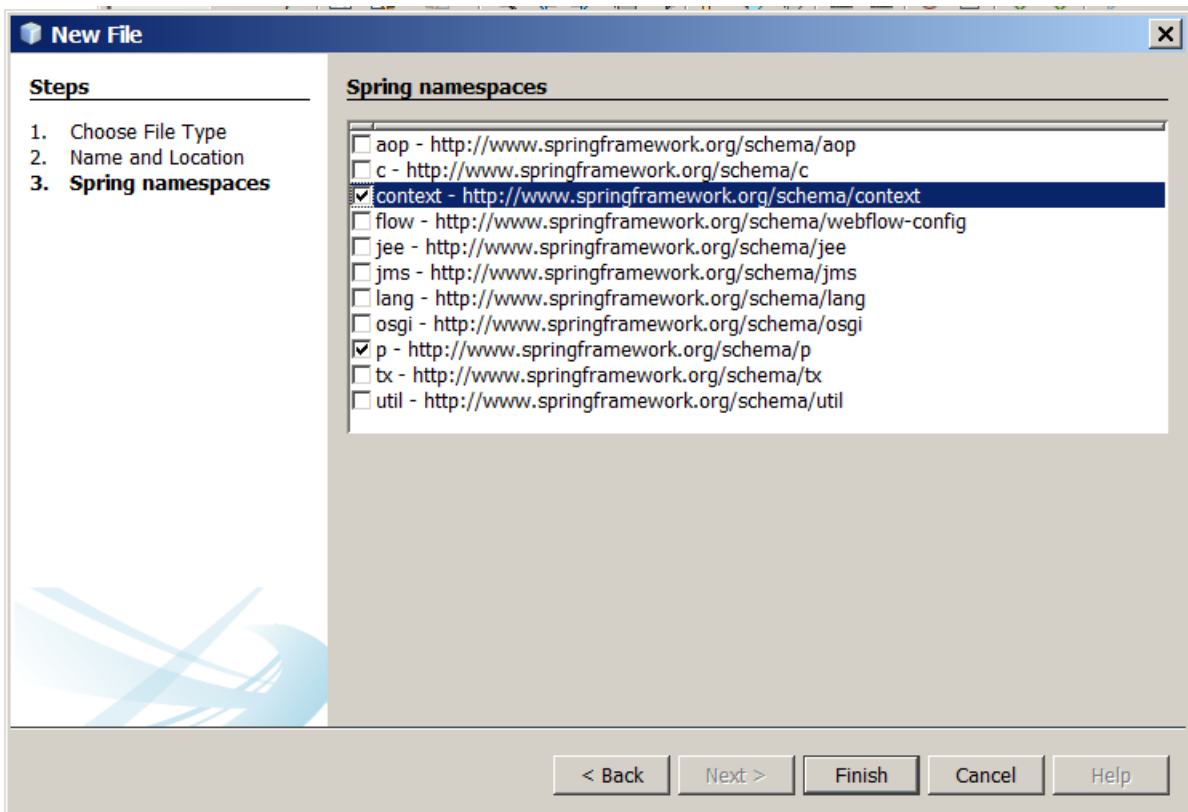 New File
Steps
1. Choose File Type
2. Name and Location
3. Spring namespaces
Spring namespaces
aop - http://www.springframework.org/schema/aop
c - http://www.springframework.org/schema/c
context - http://www.springframework.org/schema/context
flow - http://www.springframework.org/schema/webflow-config
jee - http://www.springframework.org/schema/jee
jms - http://www.springframework.org/schema/jms
lang - http://www.springframework.org/schema/lang
osgi - http://www.springframework.org/schema/osgi
p - http://www.springframework.org/schema/p
tx - http://www.springframework.org/schema/tx
util - http://www.springframework.org/schema/util
< Back Next > Finish Cancel Help